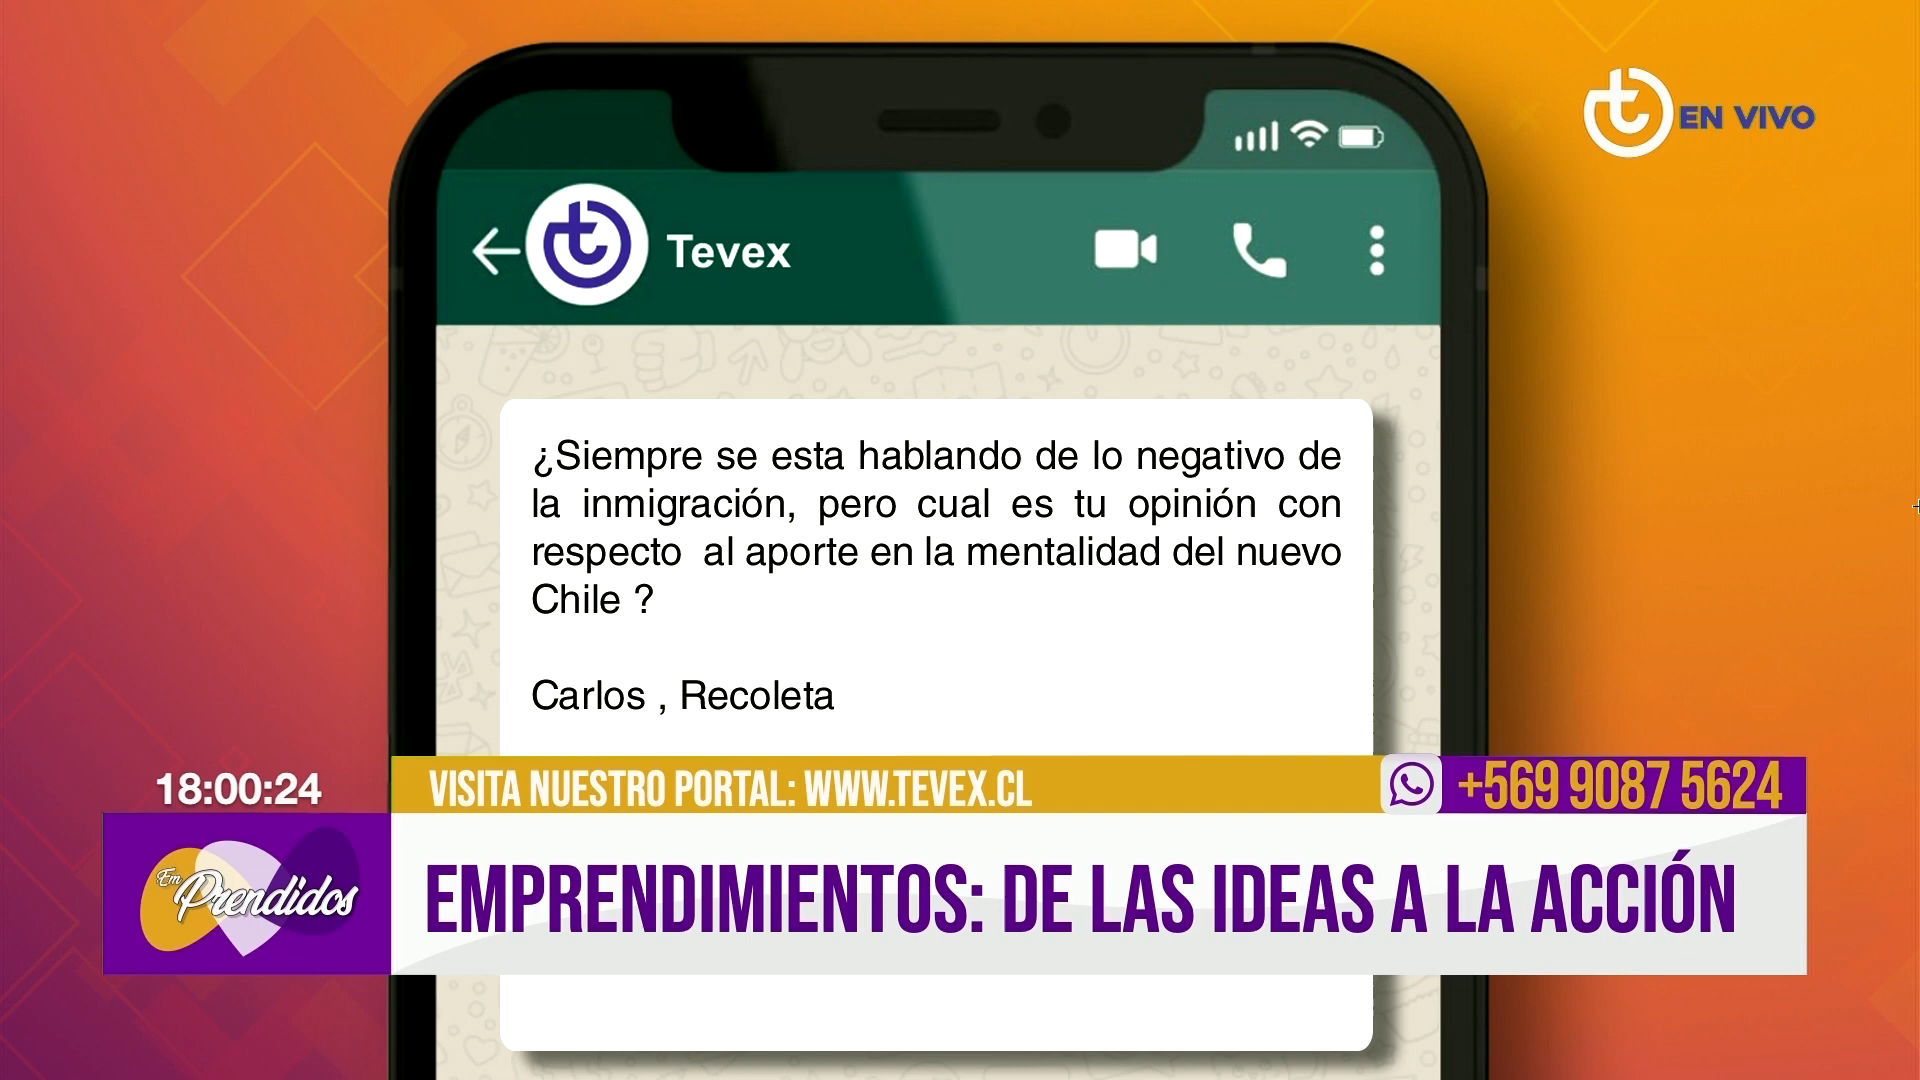 EN VIVO
Tevex
¿Siempre se esta hablando de lo negativo de
la inmigración, pero cual es tu opinión con
respecto al aporte en la mentalidad del nuevo
Chile ?
Carlos , Recoleta
18:00:24
VISITA NUESTRO PORTAL: WWW.TEVEX.CL
+569 9087 5624
Em
Prendidos
EMPRENDIMIENTOS: DE LAS IDEAS A LA ACCIÓN